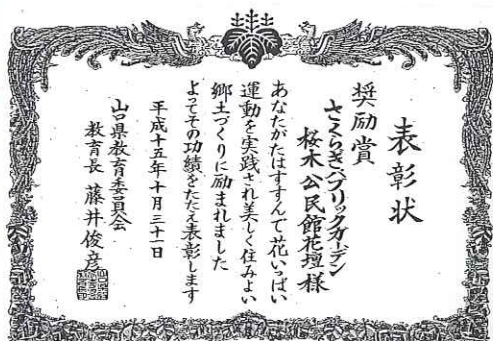 表彰状
奨励賞
さくらぎパブリックガーデン
桜木公民館花壇様
あなたがたはすすんで花いっぱい
運動を実践され美しく住みよい
郷土づくりに励まれました
よってその功績をたたえ表彰します
平成十五年十月三十一日
山口県教育委員会
教育長 藤井俊彦